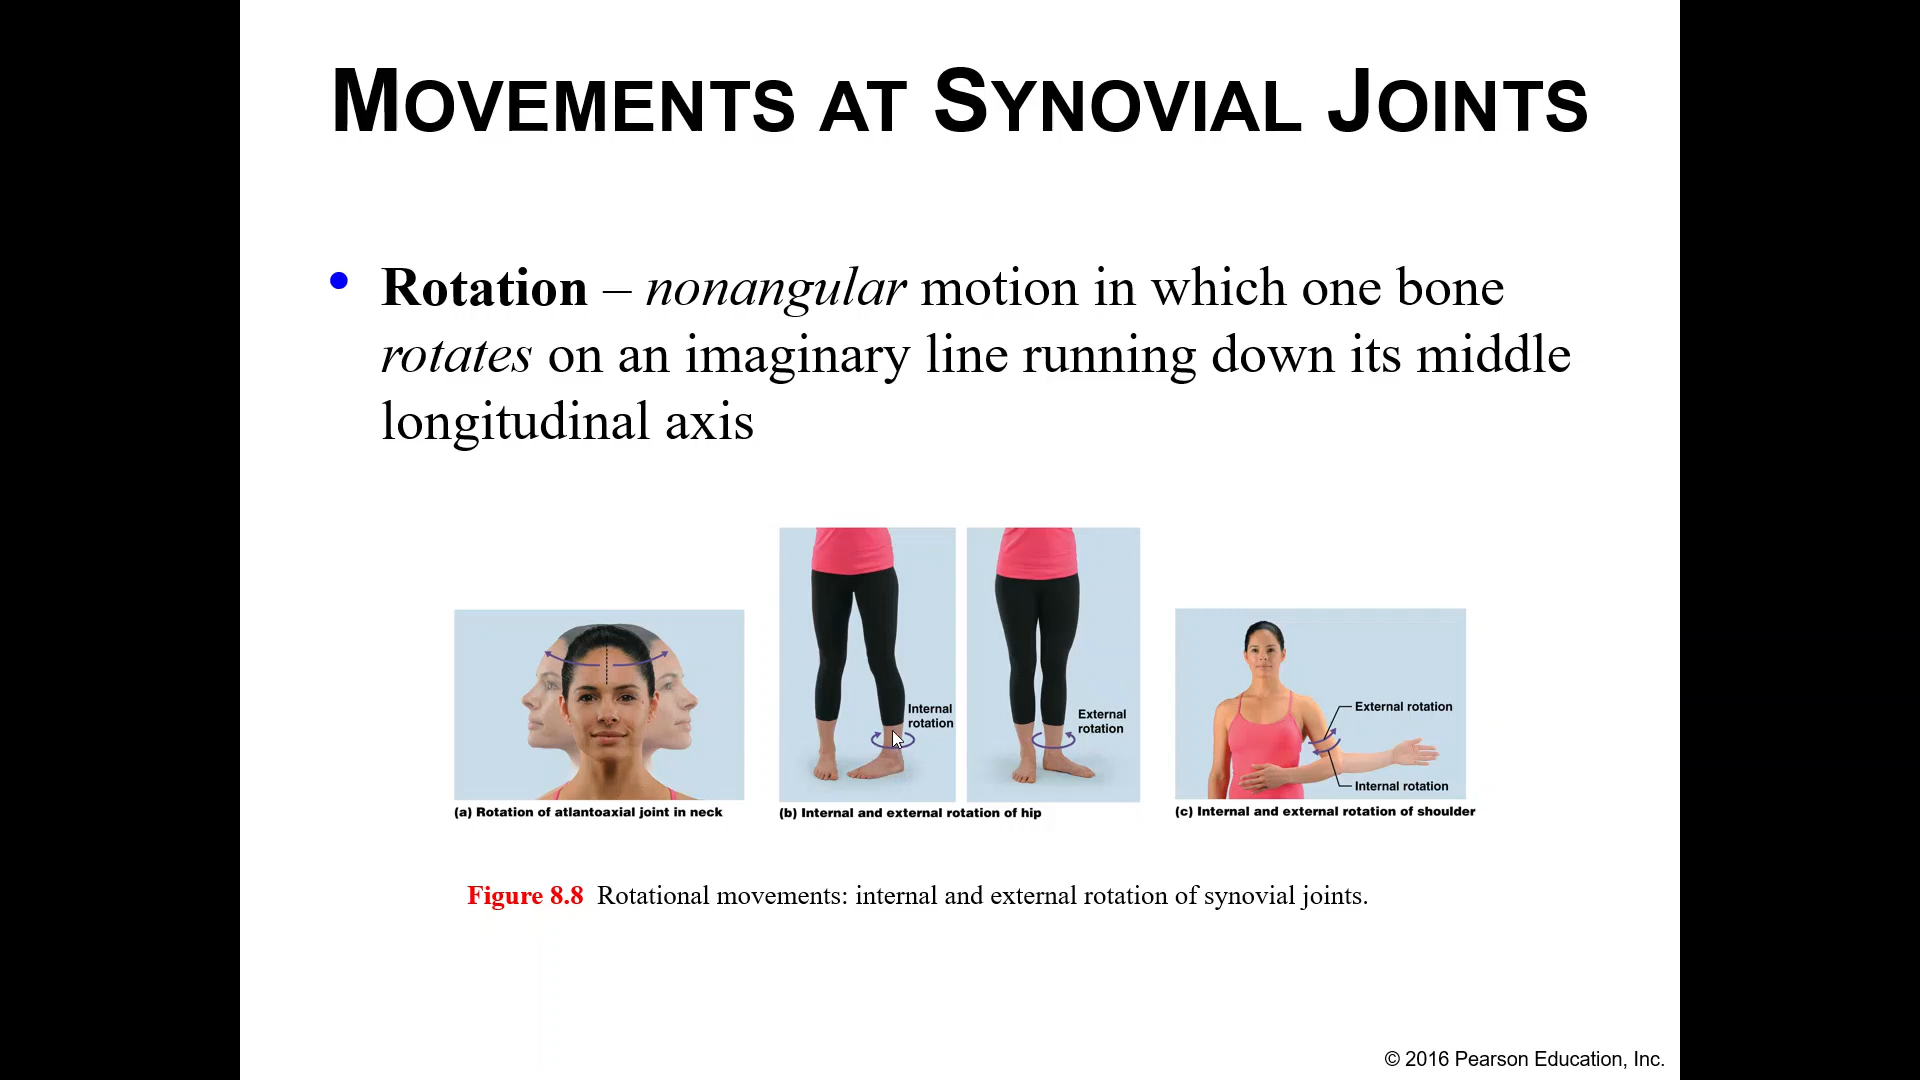 MOVEMENTS AT SYNOVIAL JOINTS
• Rotation – nonangular motion in which one bone
rotates on an imaginary line running down its middle
longitudinal axis
(a) Rotation of atlantoaxial joint in neck
Internal
rotation
External
rotation
(b) Internal and external rotation of hip
External rotation
Internal rotation
(c) Internal and external rotation of shoulder
Figure 8.8 Rotational movements: internal and external rotation of synovial joints.
© 2016 Pearson Education, Inc.